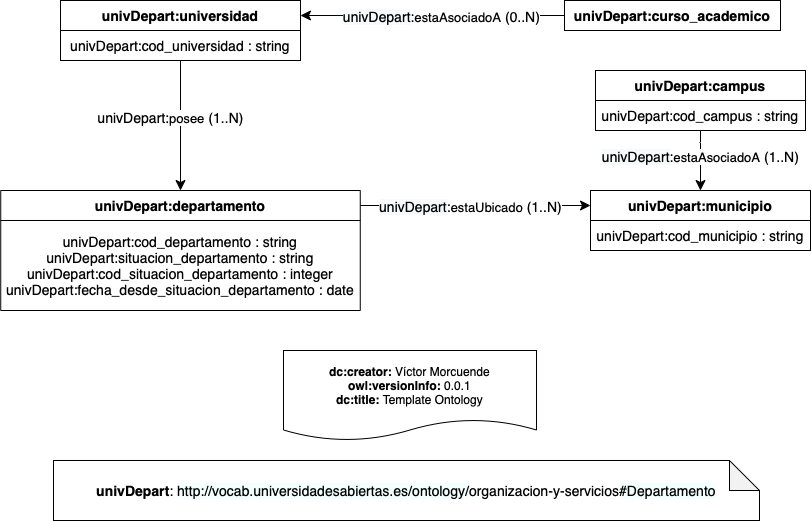 univDepart:universidad
univDepart:cod_universidad : string
univDepart:estaAsociadoA (0..N)
univDepart:curso_academico
univDepart:campus
univDepart:cod_campus : string
univDepart:posee (1..N)
univDepart:estaAsociadoA (1..N)
univDepart:departamento
univDepart:cod_departamento : string
univDepart:situacion_departamento : string
univDepart:cod_situacion_departamento : integer
univDepart:fecha_desde_situacion_departamento : date
univDepart:estaUbicado (1..N)
univDepart:municipio
univDepart:cod_municipio : string
dc:creator: Víctor Morcuende
owl:versionInfo: 0.0.1
dc:title: Template Ontology
univDepart: http://vocab.universidadesabiertas.es/ontology/organizacion-y-servicios#Departamento